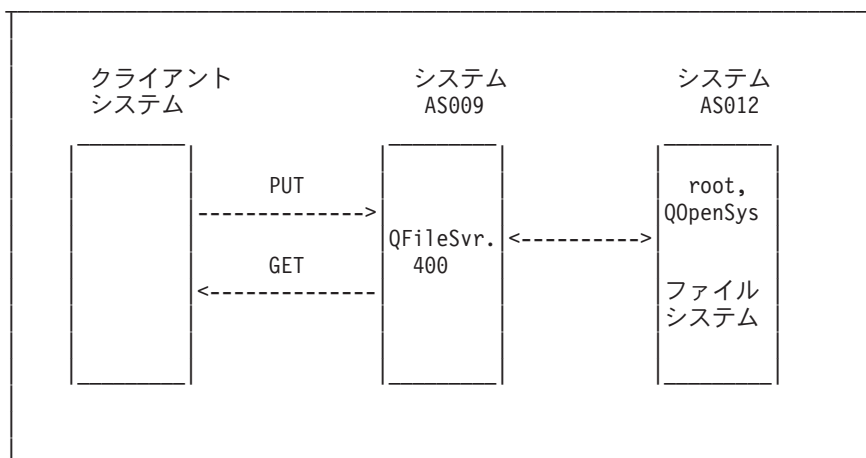 クライアント
システム
システム
AS009
システム
AS012
PUT
GET
QFileSvr.
400
root,
QOpenSys
ファイル
システム